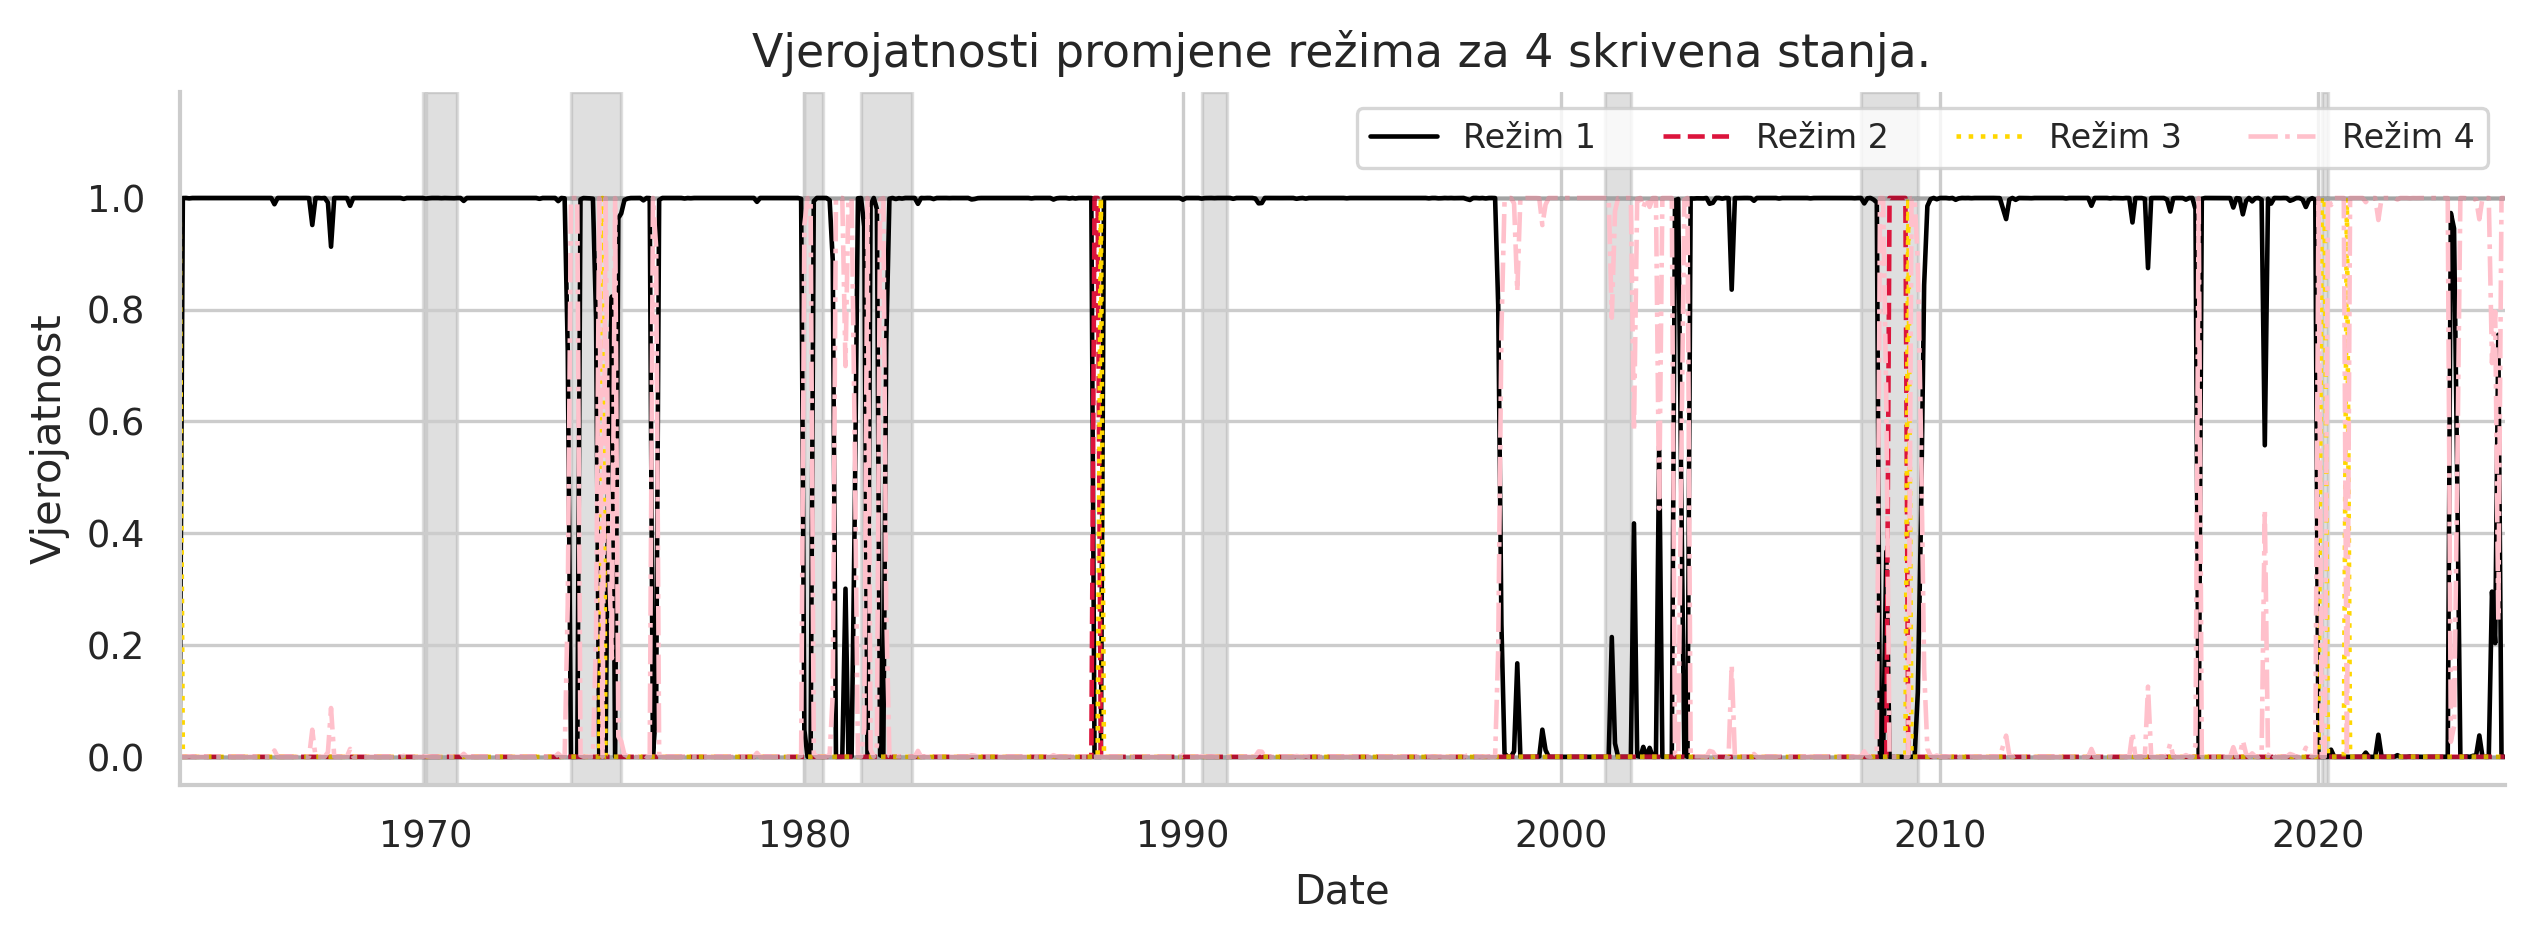 Vjerojatnosti promjene režima za 4 skrivena stanja.
Režim 1 Režim 2 Režim 3 Režim 4
Vjerojatnost
1.0
0.8
0.6
0.4
0.2
0.0
1970 1980 1990 2000 2010 2020
Date